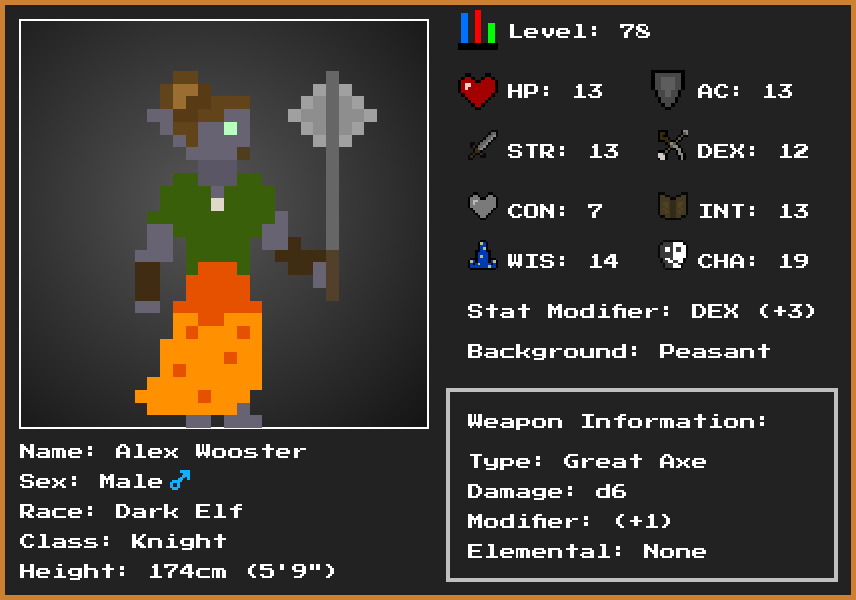 Level: 78
HP: 13 AC: 13
STR: 13 DEX: 12
CON: 7 INT: 13
WIS: 14 CHA: 19
Stat Modifier: DEX (+3)
Background: Peasant
Weapon Information:
Type: Great Axe
Damage: d6
Modifier: (+1)
Elemental: None
Name: Alex Wooster
Sex: Male ♂
Race: Dark Elf
Class: Knight
Height: 174cm (5'9")